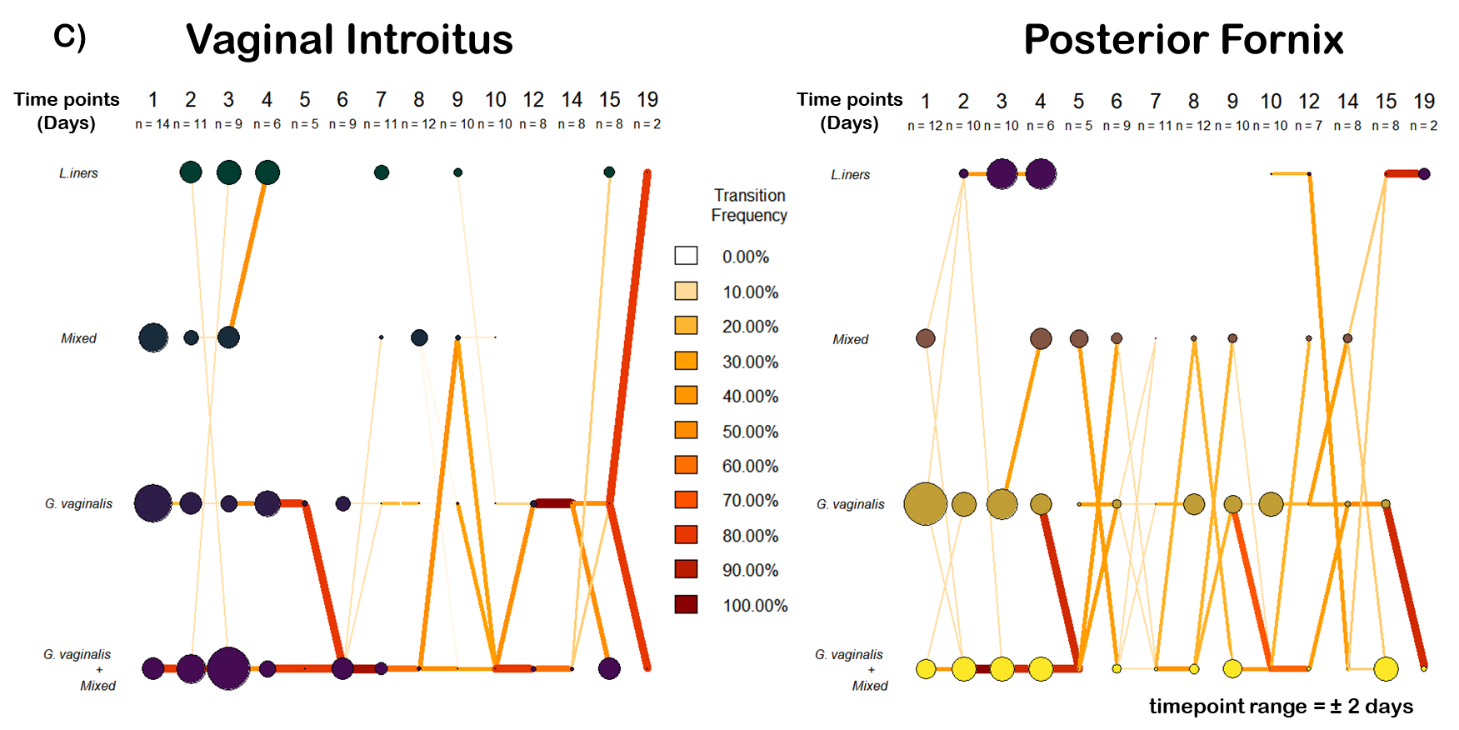 C) Vaginal Introitus
Posterior Fornix
Time points 1 2 3 4 5 6 7 8 9 10 12 14 15 19
(Days) n = 14 n = 11 n = 9 n = 6 n = 5 n = 9 n = 11 n = 12 n = 10 n = 10 n = 8 n = 8 n = 8 n = 2
L.iners
Mixed
G. vaginalis
G. vaginalis
+
Mixed
Transition
Frequency
0.00%
10.00%
20.00%
30.00%
40.00%
50.00%
60.00%
70.00%
80.00%
90.00%
100.00%
Time points 1 2 3 4 5 6 7 8 9 10 12 14 15 19
(Days) n = 12 n = 10 n = 10 n = 6 n = 5 n = 9 n = 11 n = 12 n = 10 n = 10 n = 7 n = 8 n = 8 n = 2
L.iners
Mixed
G. vaginalis
G. vaginalis
+
Mixed
timepoint range = ± 2 days